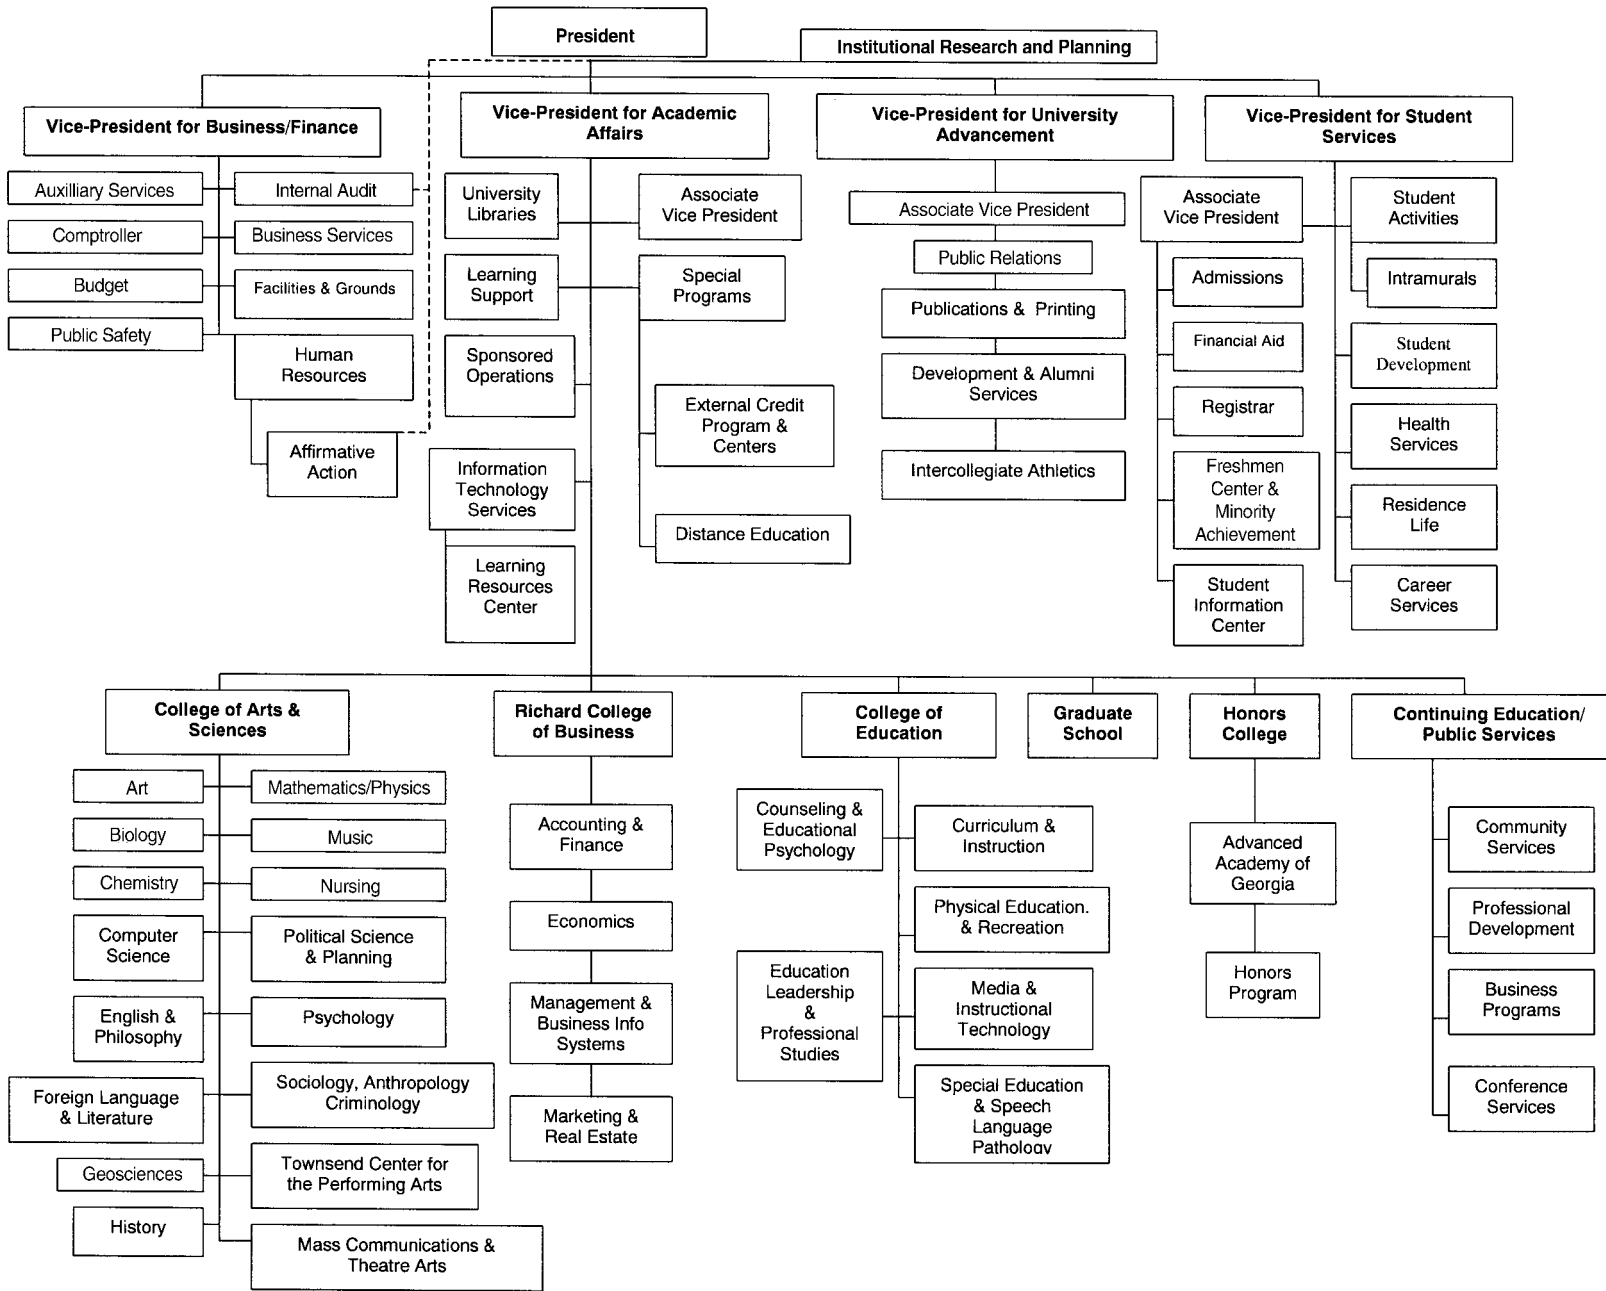 President
Institutional Research and Planning
Vice-President for Business/Finance
Vice-President for Academic
Affairs
Vice-President for University
Advancement
Vice-President for Student
Services
Auxilliary Services
Internal Audit
Comptroller
Business Services
Budget
Facilities & Grounds
Public Safety
Human
Resources
Affirmative
Action
University
Libraries
Associate
Vice President
Learning
Support
Special
Programs
Sponsored
Operations
External Credit
Program &
Centers
Information
Technology
Services
Distance Education
Learning
Resources
Center
Associate Vice President
Public Relations
Publications & Printing
Development & Alumni
Services
Intercollegiate Athletics
Associate
Vice President
Student
Activities
Admissions
Intramurals
Financial Aid
Student
Development
Registrar
Health
Services
Freshmen
Center &
Minority
Achievement
Residence
Life
Student
Information
Center
Career
Services
College of Arts &
Sciences
Richard College
of Business
College of
Education
Graduate
School
Honors
College
Continuing Education/
Public Services
Art
Mathematics/Physics
Biology
Music
Chemistry
Nursing
Computer
Science
Political Science
& Planning
English &
Philosophy
Psychology
Foreign Language
& Literature
Sociology, Anthropology
Criminology
Geosciences
Townsend Center for
the Performing Arts
History
Mass Communications &
Theatre Arts
Accounting &
Finance
Economics
Management &
Business Info
Systems
Marketing &
Real Estate
Counseling &
Educational
Psychology
Curriculum &
Instruction
Physical Education.
& Recreation
Education
Leadership
&
Professional
Studies
Media &
Instructional
Technology
Special Education
& Speech
Language
Pathology
Advanced
Academy of
Georgia
Honors
Program
Community
Services
Professional
Development
Business
Programs
Conference
Services